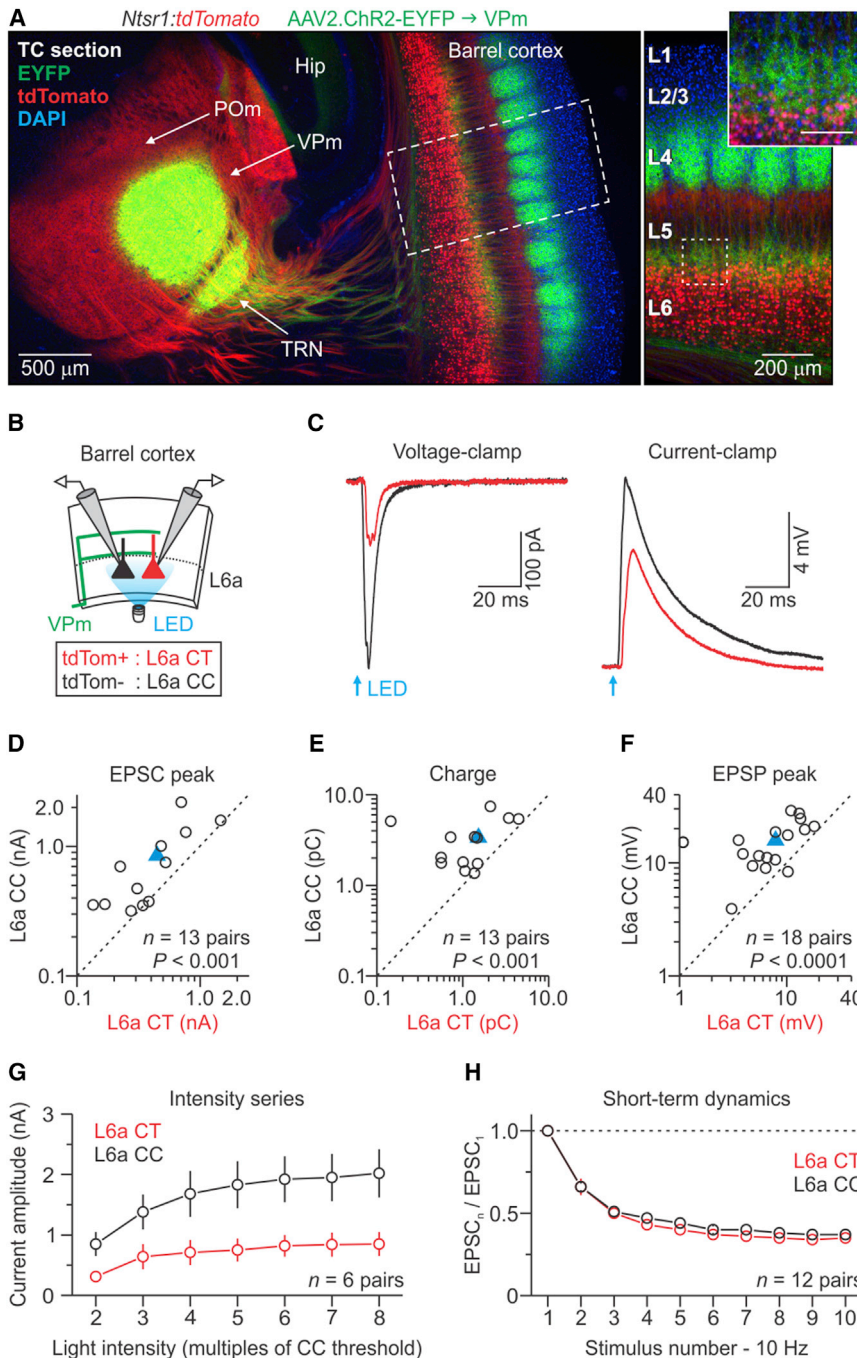 A
Ntsr1:tdTomato AAV2.ChR2-EYFP → VPm
TC section
EYFP
tdTomato
DAPI
POm
VPm
TRN
Hip
Barrel cortex
500 μm
L1
L2/3
L4
L5
L6
200 μm
B
Barrel cortex
L6a
VPm
LED
tdTom+ : L6a CT
tdTom- : L6a CC
C
Voltage-clamp
Current-clamp
100 pA
20 ms
4 mV
20 ms
LED
D
EPSC peak
L6a CC (nA)
2.0
1.0
0.1
0.1
1.0
2.0
n = 13 pairs
P < 0.001
L6a CT (nA)
E
Charge
L6a CC (pC)
10.0
1.0
0.1
0.1
1.0
10.0
n = 13 pairs
P < 0.001
L6a CT (pC)
F
EPSP peak
L6a CC (mV)
40
10
1
1
10
40
n = 18 pairs
P < 0.0001
L6a CT (mV)
G
Intensity series
Current amplitude (nA)
3
2
1
0
L6a CT
L6a CC
n = 6 pairs
2 3 4 5 6 7 8
Light intensity (multiples of CC threshold)
H
Short-term dynamics
EPSCn / EPSC1
1.0
0.5
0
L6a CT
L6a CC
n = 12 pairs
1 2 3 4 5 6 7 8 9 10
Stimulus number - 10 Hz